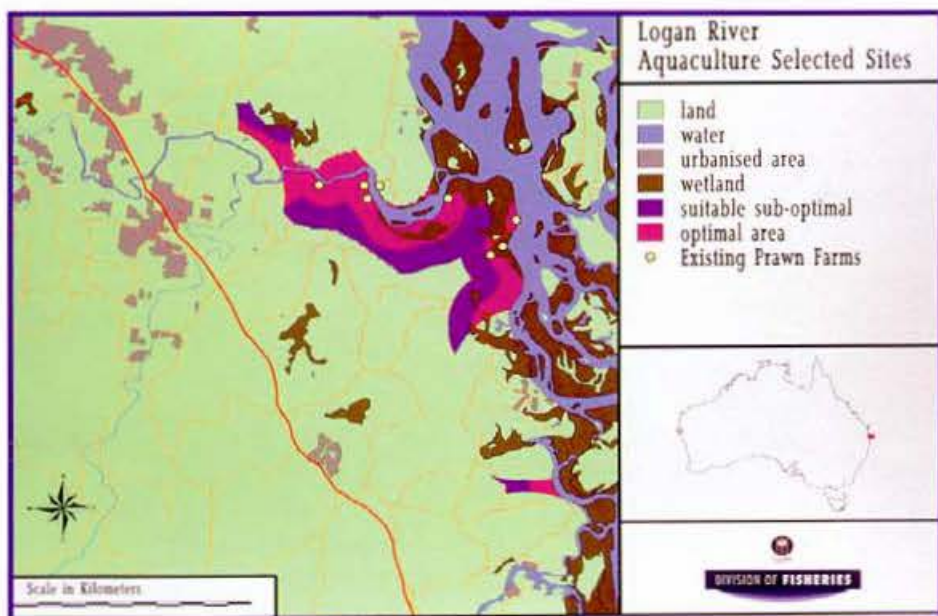 Logan River
Aquaculture Selected Sites
land
water
urbanised area
wetland
suitable sub-optimal
optimal area
Existing Prawn Farms
Scale in Kilometers
DIVISION OF FISHERIES